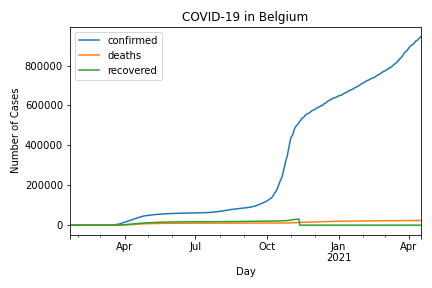 COVID-19 in Belgium
confirmed
deaths
recovered
Number of Cases
800000
600000
400000
200000
0
Apr Jul Oct Jan Apr
2021
Day